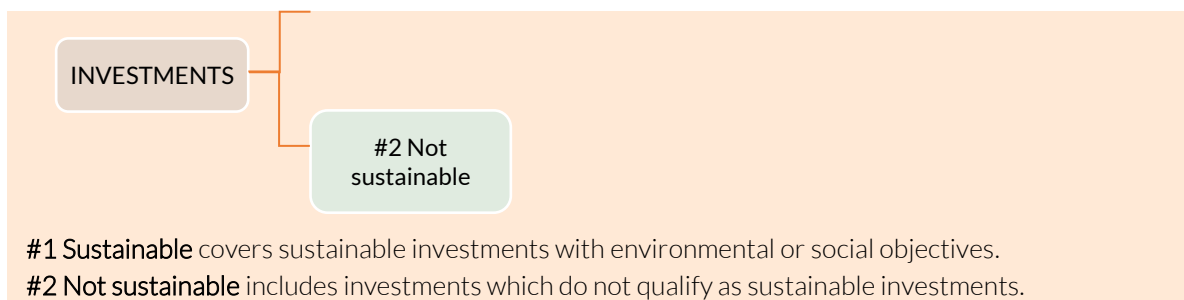 INVESTMENTS
#2 Not
sustainable
#1 Sustainable covers sustainable investments with environmental or social objectives.
#2 Not sustainable includes investments which do not qualify as sustainable investments.